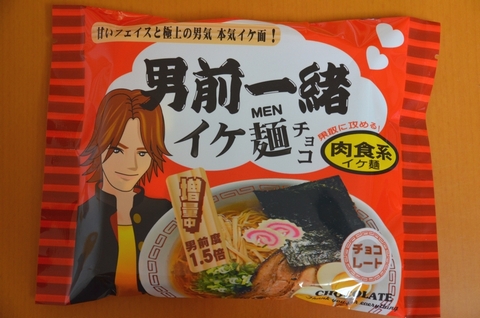 甘いフェイスと極上の男気 本気イケ面!
男前一緒
MEN
イケ麺チョコ
果敢に攻める!
肉食系
イケ麺
増量中
男前度
1.5倍
チョコ
レート
CHOCOLATE